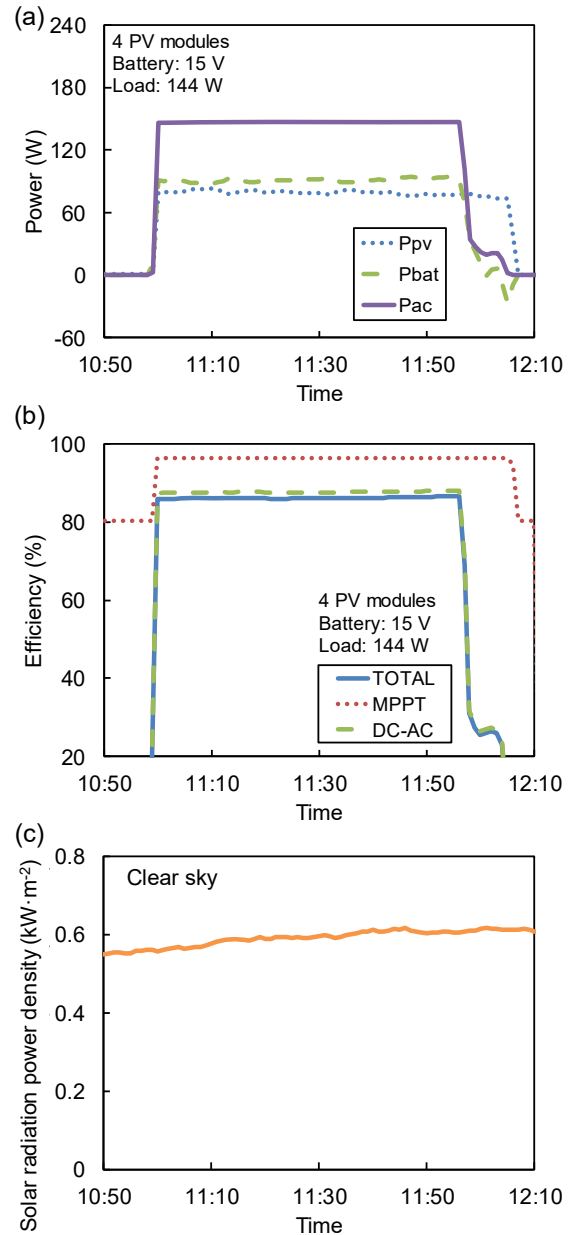 (a)
240
180
120
60
0
-60
Power (W)
4 PV modules
Battery: 15 V
Load: 144 W
Ppv
Pbat
Pac
10:50 11:10 11:30 11:50 12:10
Time
(b)
100
80
60
40
20
Efficiency (%)
4 PV modules
Battery: 15 V
Load: 144 W
TOTAL
MPPT
DC-AC
10:50 11:10 11:30 11:50 12:10
Time
(c)
0.8
0.6
0.4
0.2
0
Solar radiation power density (kW·m-2)
Clear sky
10:50 11:10 11:30 11:50 12:10
Time